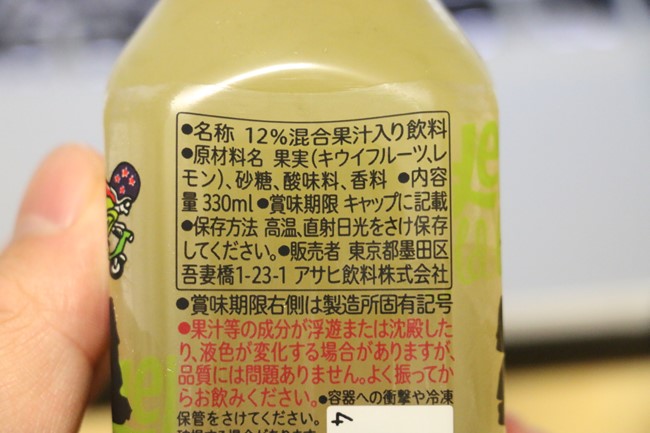 ●名称 12%混合果汁入り飲料
●原材料名 果実(キウイフルーツ、レ
モン)、砂糖、酸味料、香料 ●内容
量 330ml ●賞味期限 キャップに記載
●保存方法 高温、直射日光をさけ保存
してください。●販売者 東京都墨田区
吾妻橋1-23-1 アサヒ飲料株式会社
●賞味期限右側は製造所固有記号
●果汁等の成分が浮遊または沈殿した
り、液色が変化する場合がありますが、
品質には問題ありません。よく振ってか
らお飲みください。●容器への衝撃や冷凍
保管をさけてください。
4